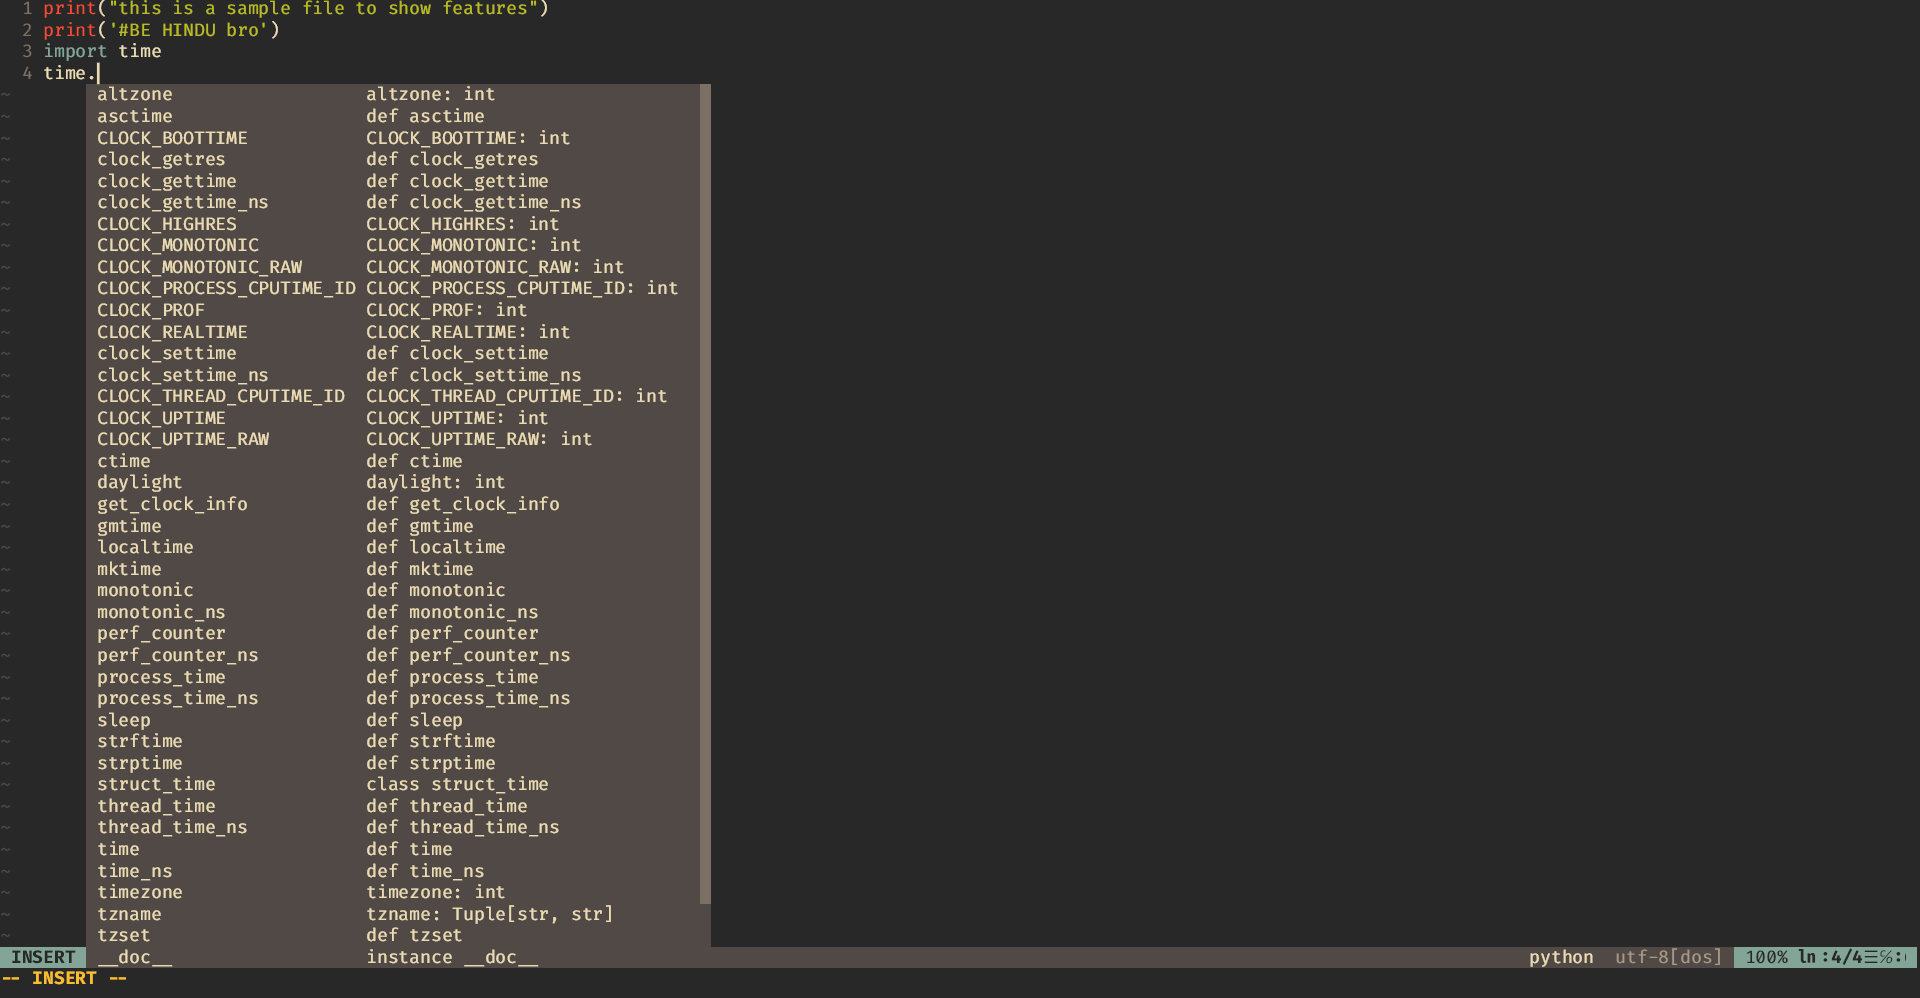 1 print("this is a sample file to show features")
2 print('#BE HINDU bro')
3 import time
4 time.
~ altzone altzone: int
~ asctime def asctime
~ CLOCK_BOOTTIME CLOCK_BOOTTIME: int
~ clock_getres def clock_getres
~ clock_gettime def clock_gettime
~ clock_gettime_ns def clock_gettime_ns
~ CLOCK_HIGHRES CLOCK_HIGHRES: int
~ CLOCK_MONOTONIC CLOCK_MONOTONIC: int
~ CLOCK_MONOTONIC_RAW CLOCK_MONOTONIC_RAW: int
~ CLOCK_PROCESS_CPUTIME_ID CLOCK_PROCESS_CPUTIME_ID: int
~ CLOCK_PROF CLOCK_PROF: int
~ CLOCK_REALTIME CLOCK_REALTIME: int
~ clock_settime def clock_settime
~ clock_settime_ns def clock_settime_ns
~ CLOCK_THREAD_CPUTIME_ID CLOCK_THREAD_CPUTIME_ID: int
~ CLOCK_UPTIME CLOCK_UPTIME: int
~ CLOCK_UPTIME_RAW CLOCK_UPTIME_RAW: int
~ ctime def ctime
~ daylight daylight: int
~ get_clock_info def get_clock_info
~ gmtime def gmtime
~ localtime def localtime
~ mktime def mktime
~ monotonic def monotonic
~ monotonic_ns def monotonic_ns
~ perf_counter def perf_counter
~ perf_counter_ns def perf_counter_ns
~ process_time def process_time
~ process_time_ns def process_time_ns
~ sleep def sleep
~ strftime def strftime
~ strptime def strptime
~ struct_time class struct_time
~ thread_time def thread_time
~ thread_time_ns def thread_time_ns
~ time def time
~ time_ns def time_ns
~ timezone timezone: int
~ tzname tzname: Tuple[str, str]
~ tzset def tzset
INSERT __doc__ instance __doc__ python utf-8[dos] 100% ln :4/4☰℅:
-- INSERT --